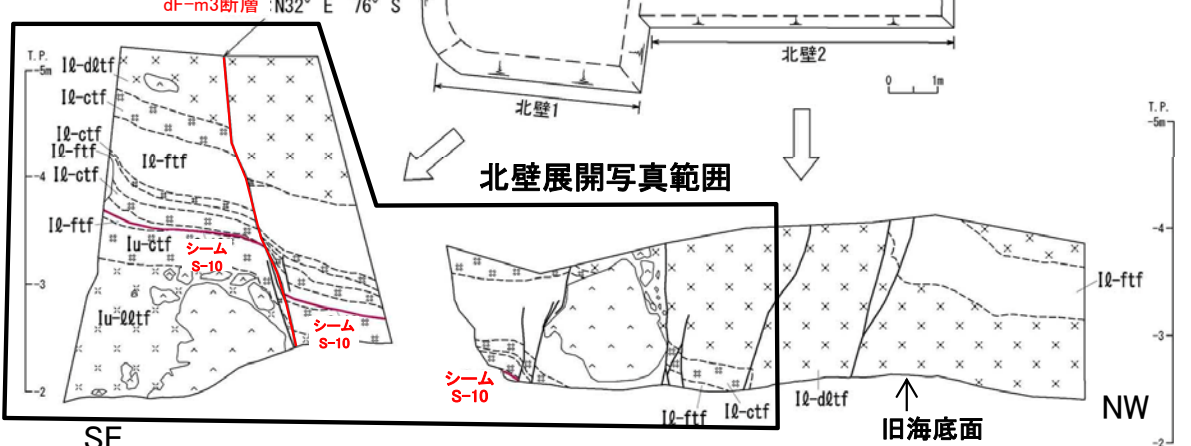 dF-m3断層 :N32° E 76° S
北壁1
北壁2
0 1m
北壁展開写真範囲
T.P.
-5m
-4
-3
-2
Iℓ-dℓtf
Iℓ-ctf
Iℓ-ctf
Iℓ-ftf
Iℓ-ctf
Iℓ-ftf
Iℓ-ftf
Iu-ctf
シーム
S-10
Iu-ℓℓtf
シーム
S-10
SE
シーム
S-10
Iℓ-ftf
Iℓ-ctf
Iℓ-dℓtf
旧海底面
Iℓ-ftf
NW
T.P.
-5m
-4
-3
-2